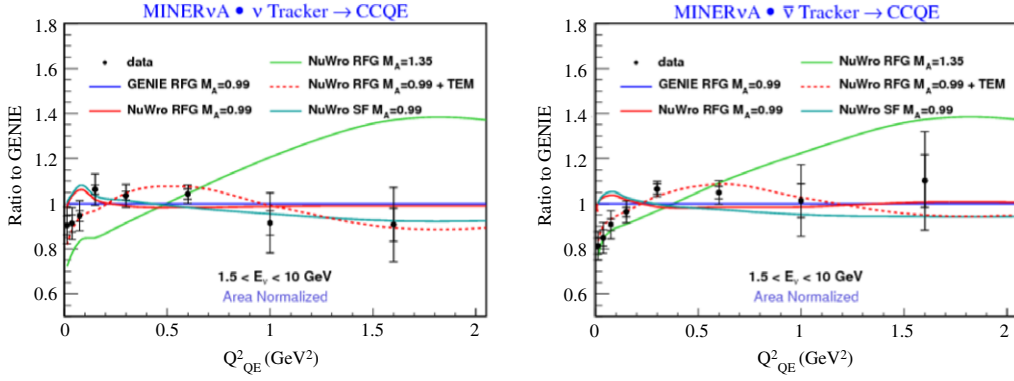 MINERνA • ν Tracker → CCQE
Ratio to GENIE
1.8
1.6
1.4
1.2
1
0.8
0.6
data
GENIE RFG M_A=0.99
NuWro RFG M_A=0.99
NuWro RFG M_A=1.35
NuWro RFG M_A=0.99 + TEM
NuWro SF M_A=0.99
1.5 < E_ν < 10 GeV
Area Normalized
0 0.5 1 1.5 2
Q²_QE (GeV²)
MINERνA • ν̅ Tracker → CCQE
Ratio to GENIE
1.8
1.6
1.4
1.2
1
0.8
0.6
data
GENIE RFG M_A=0.99
NuWro RFG M_A=0.99
NuWro RFG M_A=1.35
NuWro RFG M_A=0.99 + TEM
NuWro SF M_A=0.99
1.5 < E_ν < 10 GeV
Area Normalized
0 0.5 1 1.5 2
Q²_QE (GeV²)